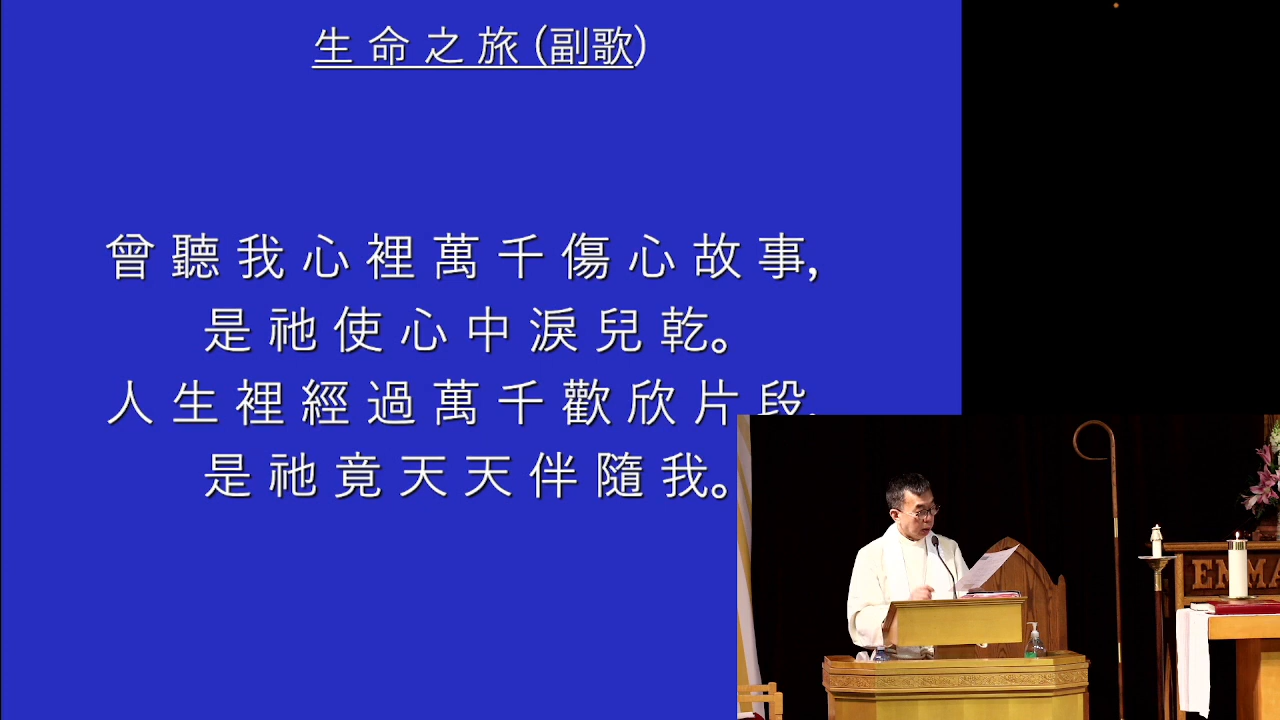 生命之旅(副歌)
曾聽我心裡萬千傷心故事,
是祂使心中淚兒乾。
人生裡經過萬千歡欣片段,
是祂竟天天伴隨我。